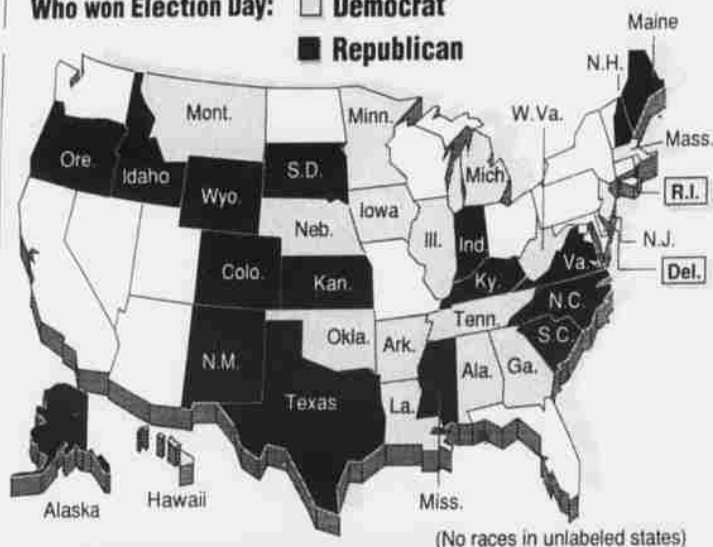 Who won Election Day: Democrat
Republican
Maine
N.H.
Mont.
Minn.
W.Va.
Mass.
Ore.
Idaho
S.D.
Mich
Wyo.
R.I.
Iowa
Neb.
Ill.
Ind.
N.J.
Colo.
Kan.
Ky.
Va.
Del.
N.C.
Tenn.
Okla.
Ark.
S.C.
N.M.
Ala.
Ga.
Texas
La.
Alaska
Hawaii
Miss.
(No races in unlabeled states)